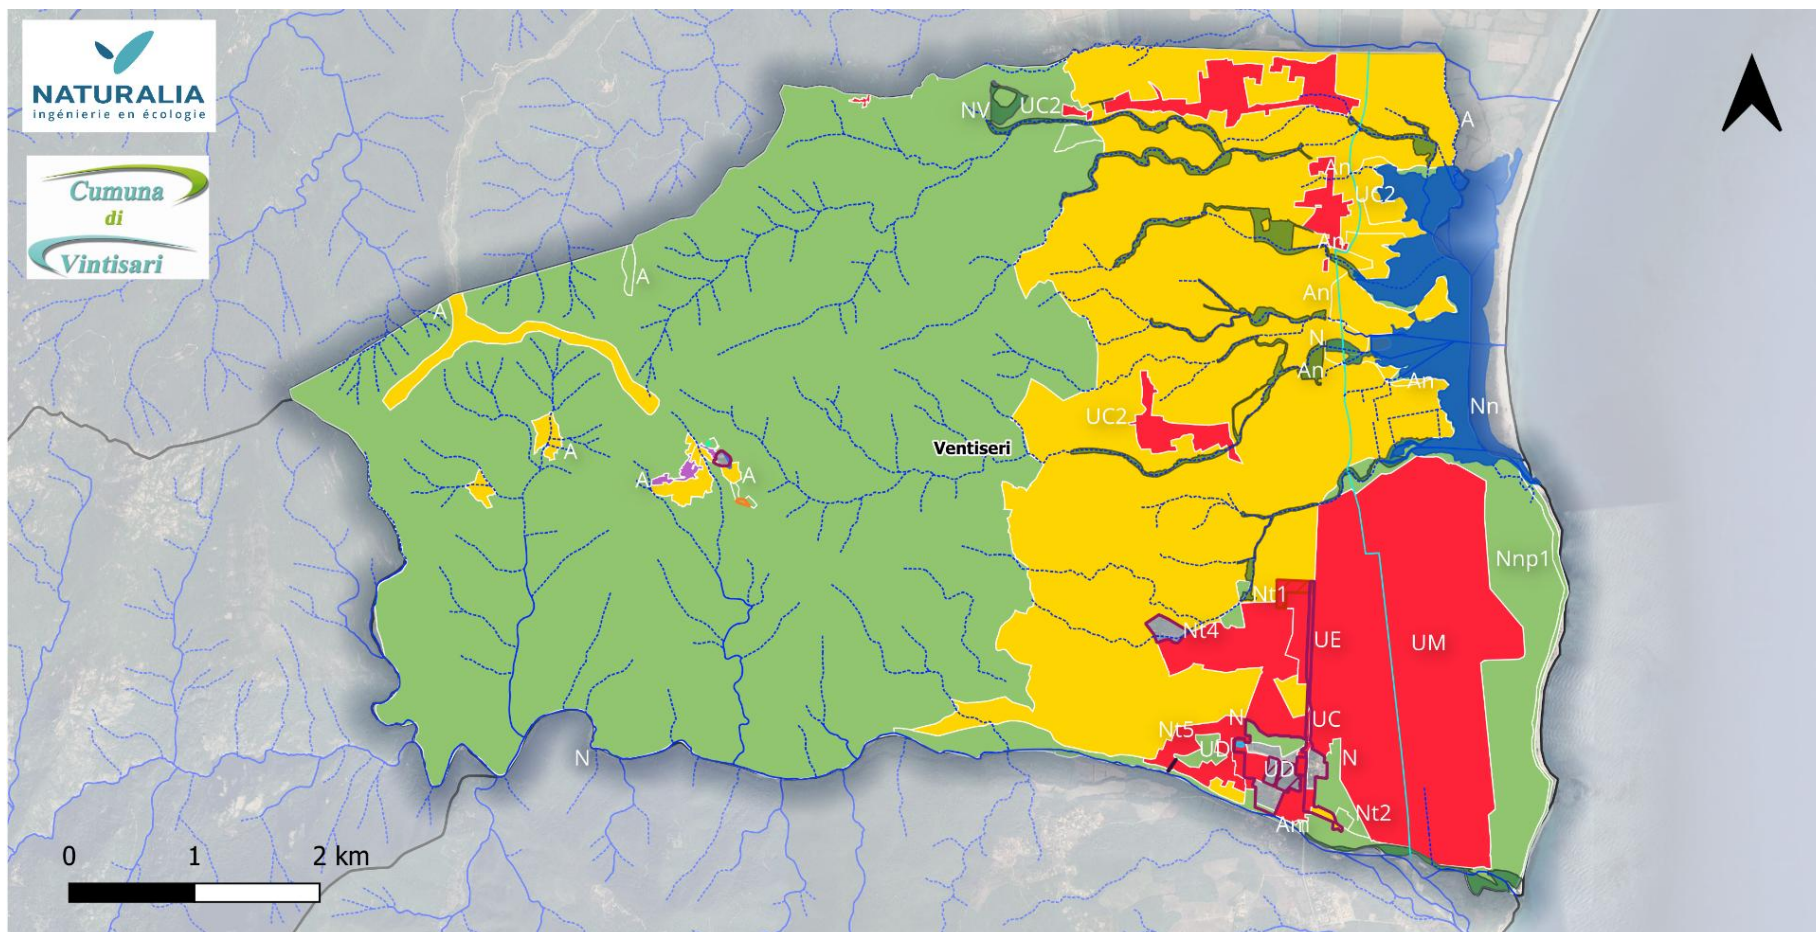 NATURALIA
ingénierie en écologie
Cumuna
di
Vintisari
NV
UC2
A
An
UC2
An
A
An
A
N
An
An
UC2
Nn
Ventiseri
A
A
A
Nnp1
Nt1
Nt4
UE
UM
N
UC
Nt5
UD
N
N
UD
Nt2
0
1
2 km